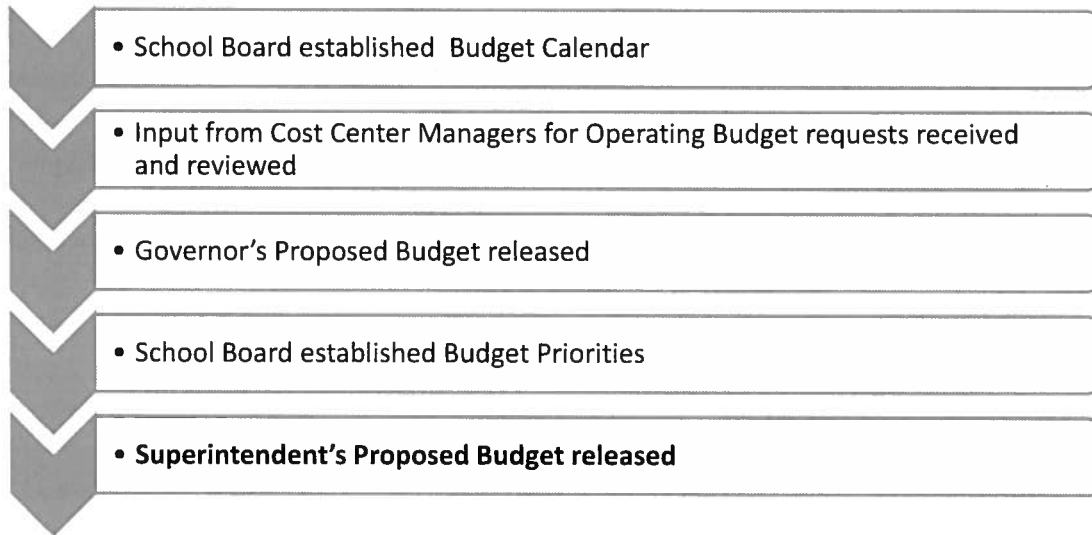 • School Board established Budget Calendar
• Input from Cost Center Managers for Operating Budget requests received
and reviewed
• Governor’s Proposed Budget released
• School Board established Budget Priorities
• Superintendent’s Proposed Budget released